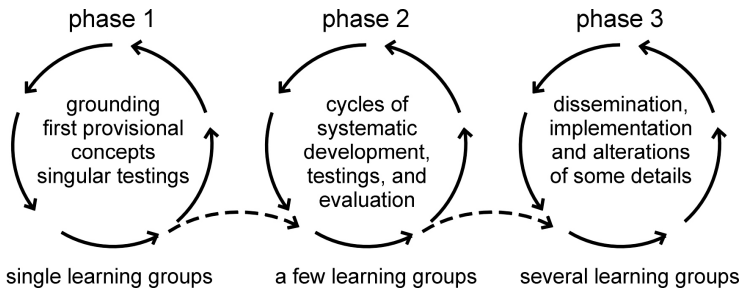 phase 1
grounding
first provisional
concepts
singular testings
single learning groups
phase 2
cycles of
systematic
development,
testings, and
evaluation
a few learning groups
phase 3
dissemination,
implementation
and alterations
of some details
several learning groups